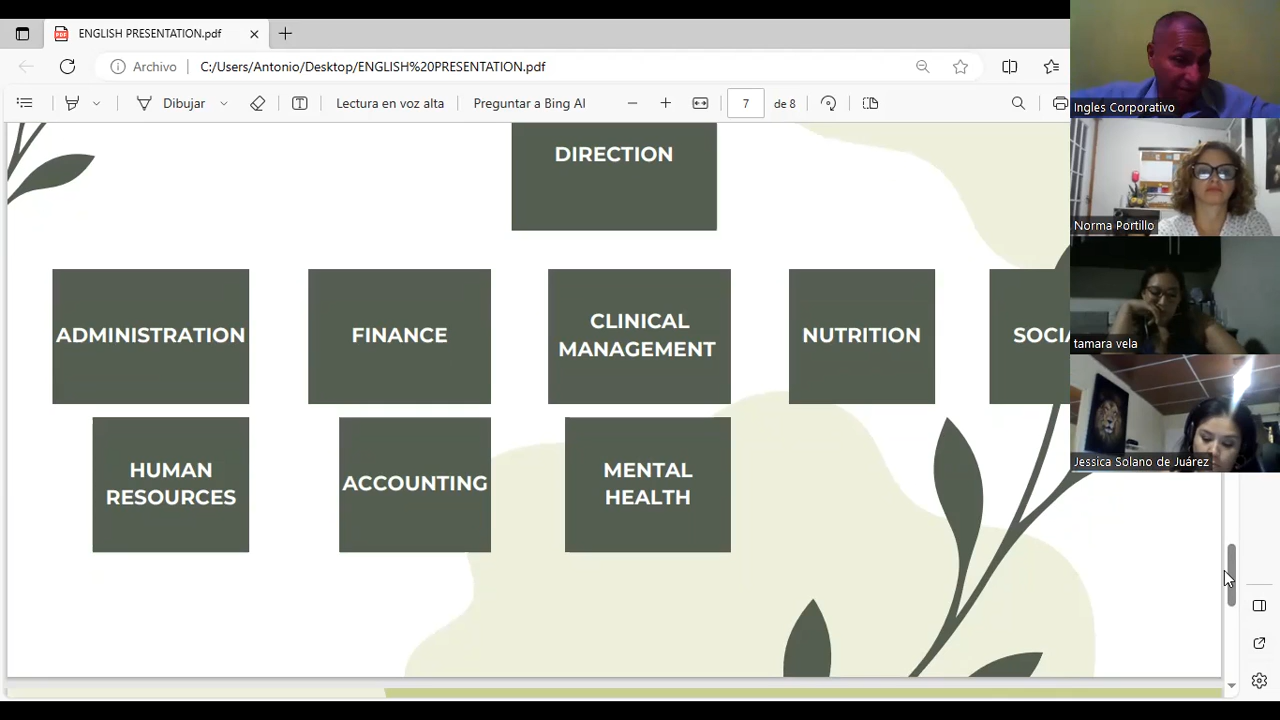 ENGLISH PRESENTATION.pdf
Archivo
C:/Users/Antonio/Desktop/ENGLISH%20PRESENTATION.pdf
Dibujar
Lectura en voz alta
Preguntar a Bing AI
7
de 8
DIRECTION
ADMINISTRATION
FINANCE
CLINICAL
MANAGEMENT
NUTRITION
HUMAN
RESOURCES
ACCOUNTING
MENTAL
HEALTH
Ingles Corporativo
Norma Portillo
tamara vela
Jessica Solano de Juárez